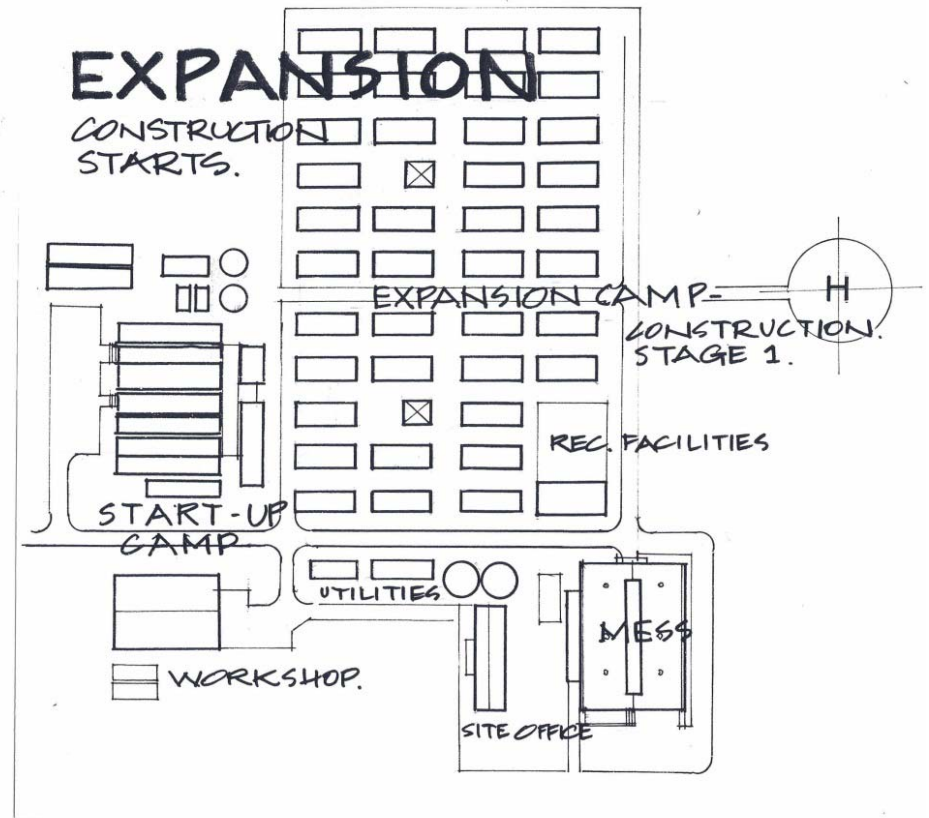 EXPANSION
CONSTRUCTION
STARTS.
EXPANSION CAMP-
H
CONSTRUCTION.
STAGE 1.
REC. FACILITIES
START-UP
CAMP
UTILITIES
MESS
WORKSHOP.
SITE OFFICE